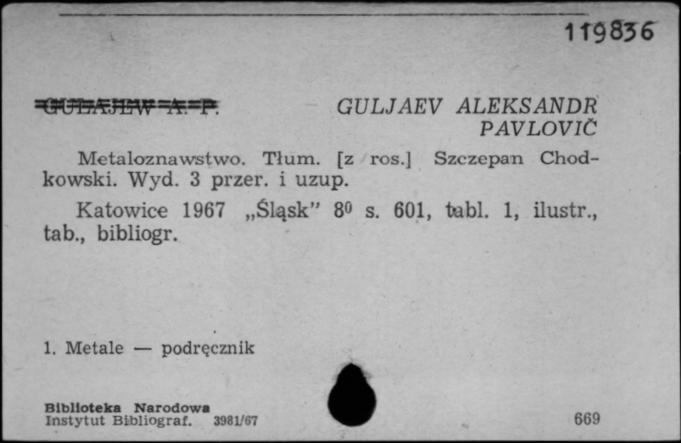 119836
GULAJEW A. P.
GULJAEV ALEKSANDR
PAVLOVIČ
Metaloznawstwo. Tłum. [z ros.] Szczepan Chod-
kowski. Wyd. 3 przer. i uzup.
Katowice 1967 „Śląsk" 8⁰ s. 601, tabl. 1, ilustr.,
tab., bibliogr.
1. Metale — podręcznik
Biblioteka Narodowa
Instytut Bibliograf. 3981/67
669